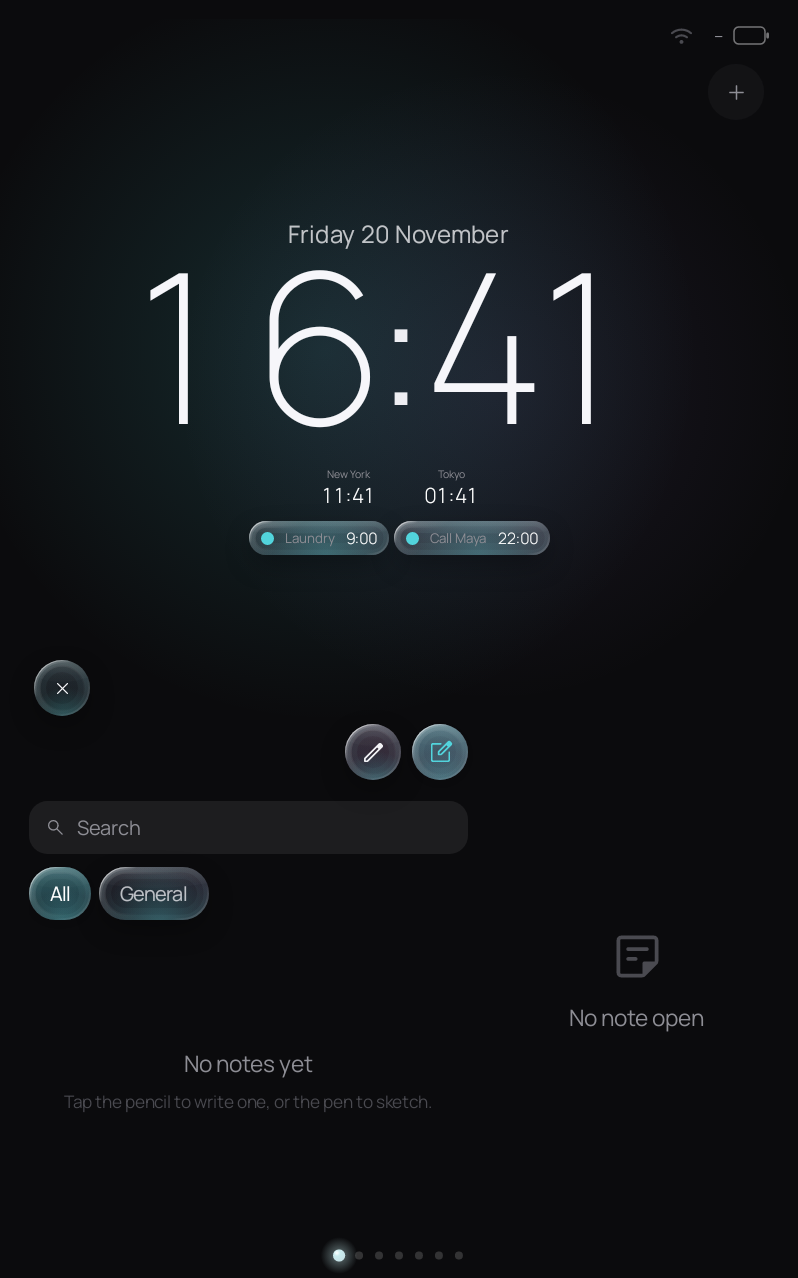 Friday 20 November
16:41
New York
11:41
Tokyo
01:41
Laundry 9:00
Call Maya 22:00
Search
All
General
No note open
No notes yet
Tap the pencil to write one, or the pen to sketch.